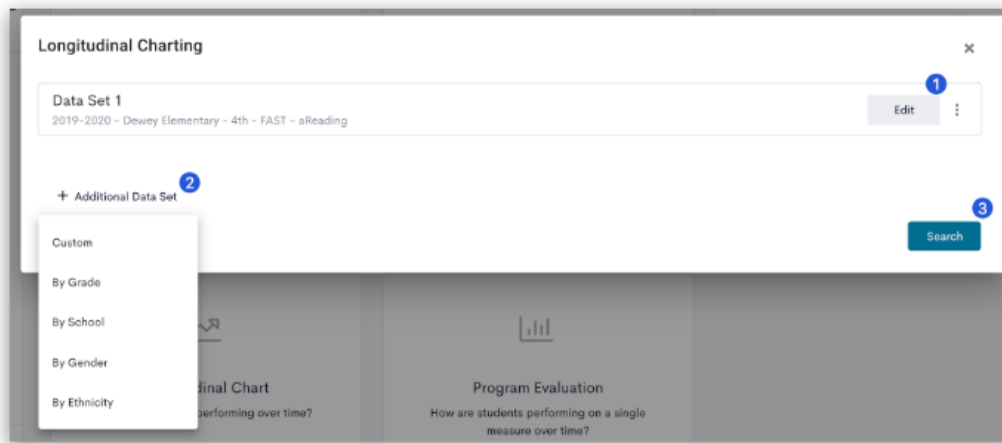 Longitudinal Charting
×
1
Data Set 1
Edit
2019-2020 - Dewey Elementary - 4th - FAST - aReading
2
+ Additional Data Set
3
Search
Custom
By Grade
By School
By Gender
By Ethnicity
dinal Chart
performing over time?
Program Evaluation
How are students performing on a single
measure over time?